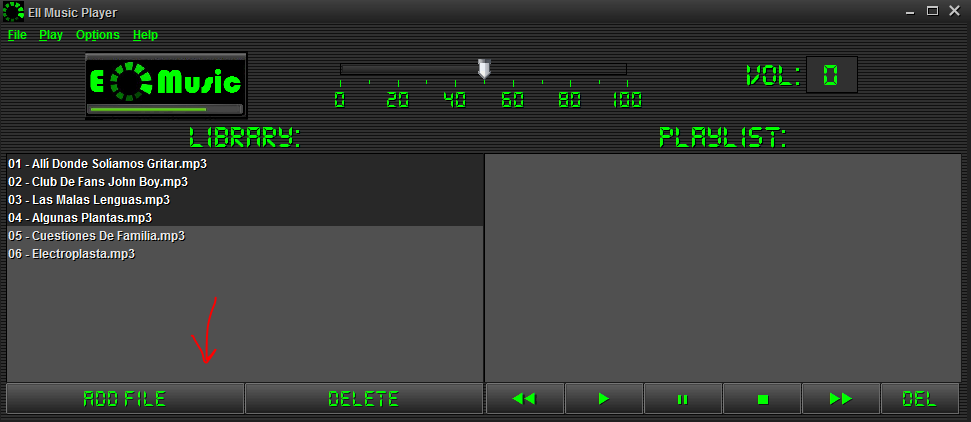 Ell Music Player
File Play Options Help
E Music
0 20 40 60 80 100
VOL: 0
LIBRARY:
PLAYLIST:
01 - Allí Donde Solíamos Gritar.mp3
02 - Club De Fans John Boy.mp3
03 - Las Malas Lenguas.mp3
04 - Algunas Plantas.mp3
05 - Cuestiones De Familia.mp3
06 - Electroplasta.mp3
ADD FILE
DELETE
DEL